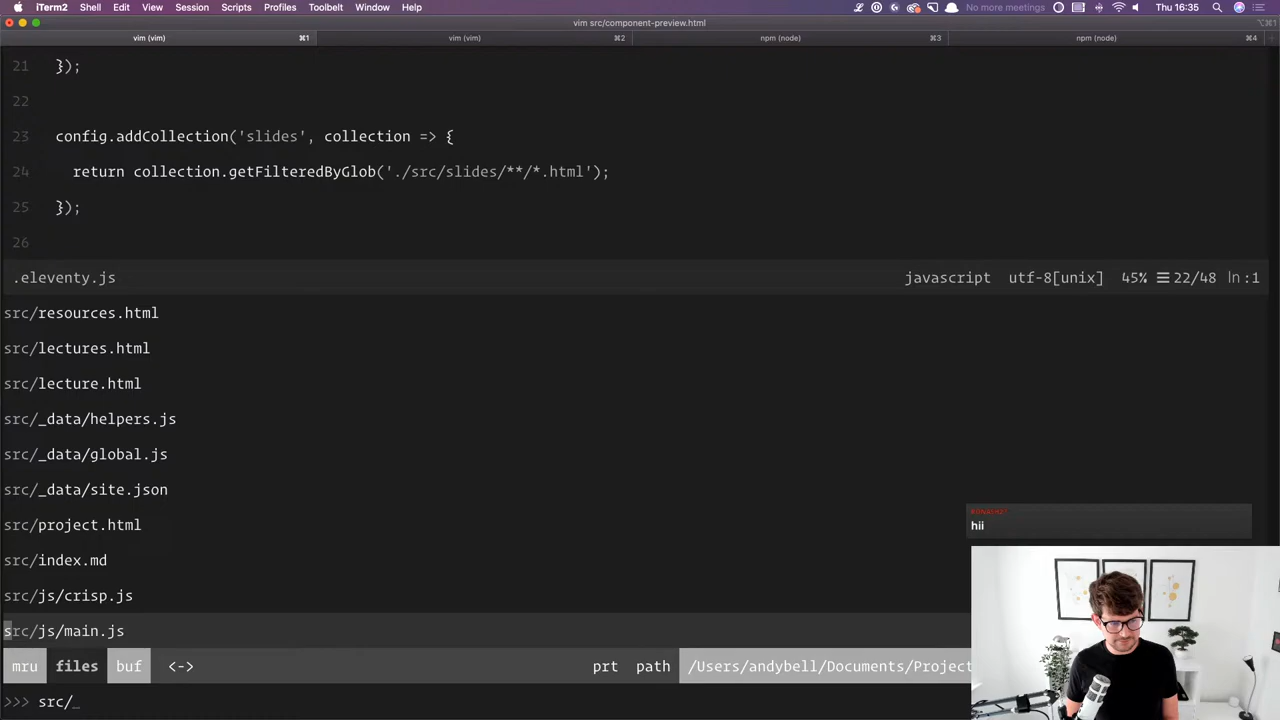 iTerm2 Shell Edit View Session Scripts Profiles Toolbelt Window Help No more meetings Thu 16:35
vim src/component-preview.html ⌥⌘1
vim (vim) ⌘1 vim (vim) ⌘2 npm (node) ⌘3 npm (node) ⌘4
21 });
22
23 config.addCollection('slides', collection => {
24 return collection.getFilteredByGlob('./src/slides/**/*.html');
25 });
26
.eleventy.js javascript utf-8[unix] 45% ☰ 22/48 ln:1
src/resources.html
src/lectures.html
src/lecture.html
src/_data/helpers.js
src/_data/global.js
src/_data/site.json
src/project.html
hii
src/index.md
src/js/crisp.js
src/js/main.js
mru files buf <-> prt path /Users/andybell/Documents/Project
>>> src/_